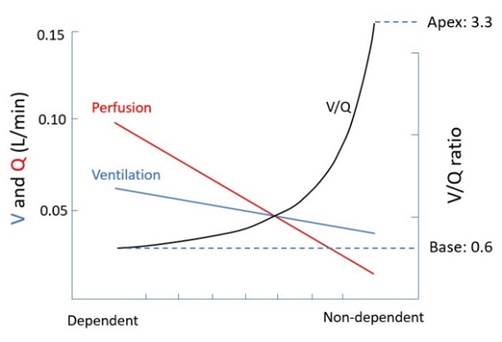 Apex: 3.3
0.15
Perfusion
V/Q
0.10
Ventilation
V and Q (L/min)
V/Q ratio
0.05
Base: 0.6
Dependent
Non-dependent